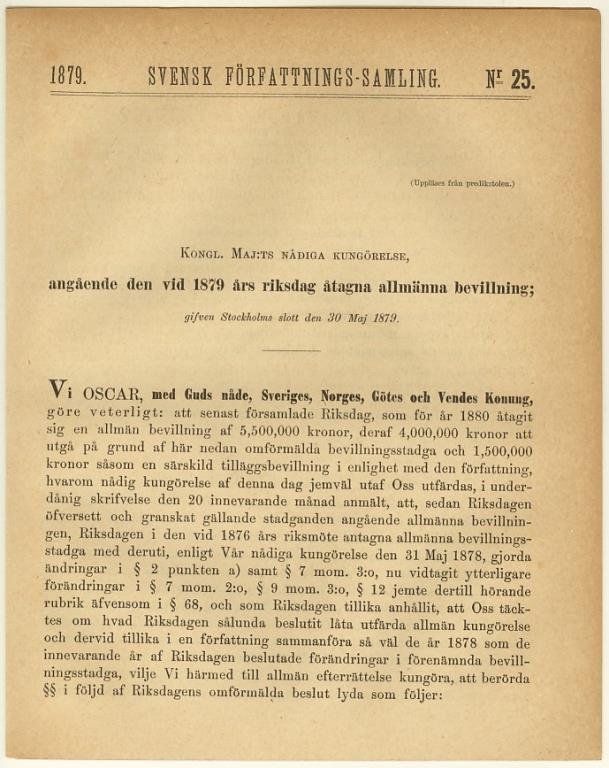 1879. SVENSK FÖRFATTNINGS-SAMLING. Nr 25.
(Uppläses från predikstolen.)
KONGL. MAJ:TS NÅDIGA KUNGÖRELSE,
angående den vid 1879 års riksdag åtagna allmänna bevillning;
gifven Stockholms slott den 30 Maj 1879.
Vi OSCAR, med Guds nåde, Sveriges, Norges, Götes och Vendes Konung,
göre veterligt: att senast församlade Riksdag, som för år 1880 åtagit
sig en allmän bevillning af 5,500,000 kronor, deraf 4,000,000 kronor att
utgå på grund af här nedan omförmälda bevillningsstadga och 1,500,000
kronor såsom en särskild tilläggsbevillning i enlighet med den författning,
hvarom nådig kungörelse af denna dag jemväl utaf Oss utfärdas, i under-
dånig skrifvelse den 20 innevarande månad anmält, att, sedan Riksdagen
öfversett och granskat gällande stadganden angående allmänna bevillnin-
gen, Riksdagen i den vid 1876 års riksmöte antagna allmänna bevillnings-
stadga med deruti, enligt Vår nådiga kungörelse den 31 Maj 1878, gjorda
ändringar i § 2 punkten a) samt § 7 mom. 3:o, nu vidtagit ytterligare
förändringar i § 7 mom. 2:o, § 9 mom. 3:o, § 12 jemte dertill hörande
rubrik äfvensom i § 68, och som Riksdagen tillika anhållit, att Oss täck-
tes om hvad Riksdagen sålunda beslutit låta utfärda allmän kungörelse
och dervid tillika i en författning sammanföra så väl de år 1878 som de
innevarande år af Riksdagen beslutade förändringar i förenämnda bevill-
ningsstadga, vilje Vi härmed till allmän efterrättelse kungöra, att berörda
§§ i följd af Riksdagens omförmälda beslut lyda som följer: